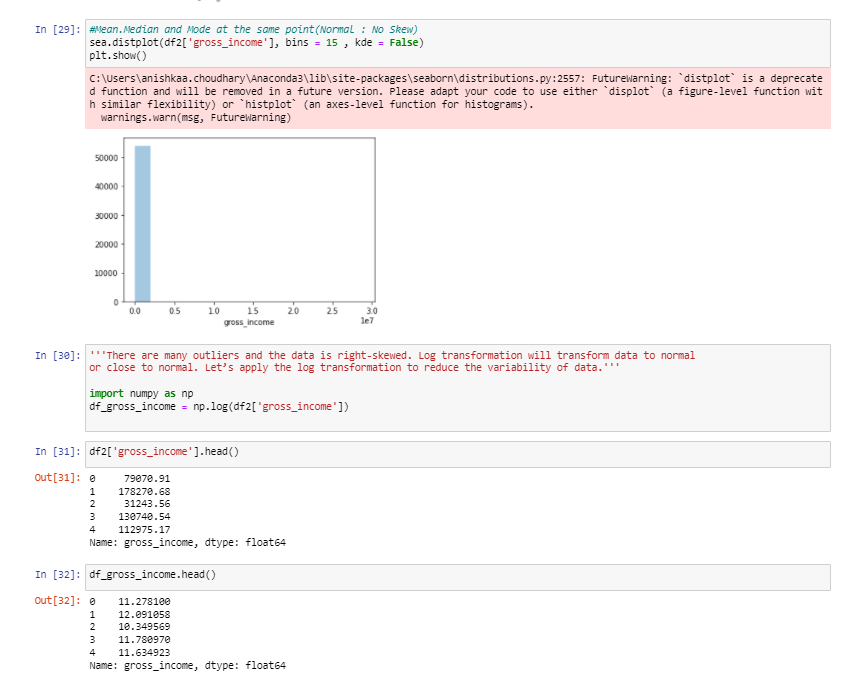 In [29]: #Mean.Median and Mode at the same point(Normal : No Skew)
sea.distplot(df2['gross_income'], bins = 15 , kde = False)
plt.show()
C:\Users\anishkaa.choudhary\Anaconda3\lib\site-packages\seaborn\distributions.py:2557: FutureWarning: `distplot` is a deprecate
d function and will be removed in a future version. Please adapt your code to use either `displot` (a figure-level function wit
h similar flexibility) or `histplot` (an axes-level function for histograms).
warnings.warn(msg, FutureWarning)
50000
40000
30000
20000
10000
0
0.0 0.5 1.0 1.5 2.0 2.5 3.0
gross_income 1e7
In [30]: '''There are many outliers and the data is right-skewed. Log transformation will transform data to normal
or close to normal. Let’s apply the log transformation to reduce the variability of data.'''
import numpy as np
df_gross_income = np.log(df2['gross_income'])
In [31]: df2['gross_income'].head()
Out[31]: 0 79070.91
1 178270.68
2 31243.56
3 130740.54
4 112975.17
Name: gross_income, dtype: float64
In [32]: df_gross_income.head()
Out[32]: 0 11.278100
1 12.091058
2 10.349569
3 11.780970
4 11.634923
Name: gross_income, dtype: float64